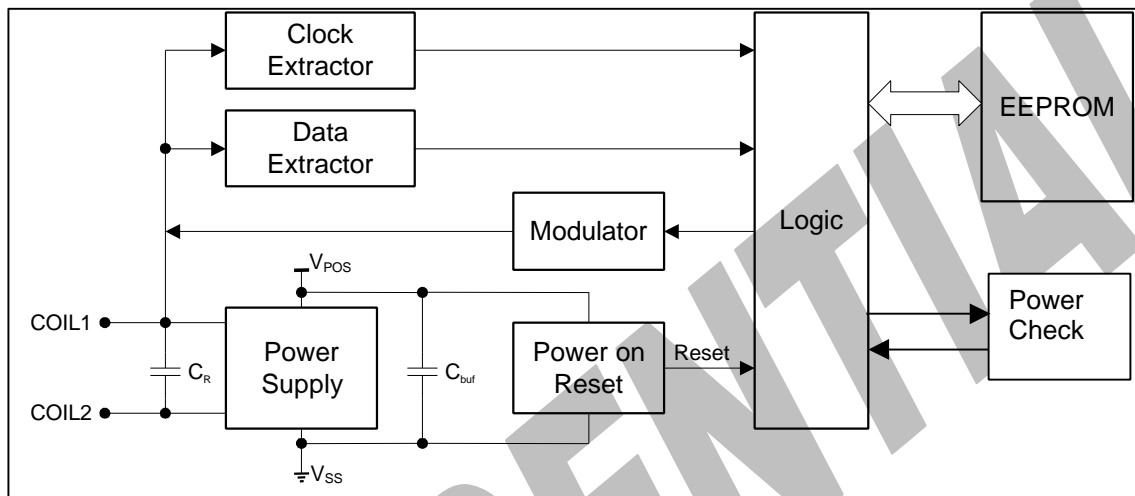 Clock
Extractor
Data
Extractor
Modulator
Logic
EEPROM
Power
Check
VPOS
COIL1
CR
COIL2
Power
Supply
Cbuf
Power on
Reset
Reset
VSS
ENTIAL